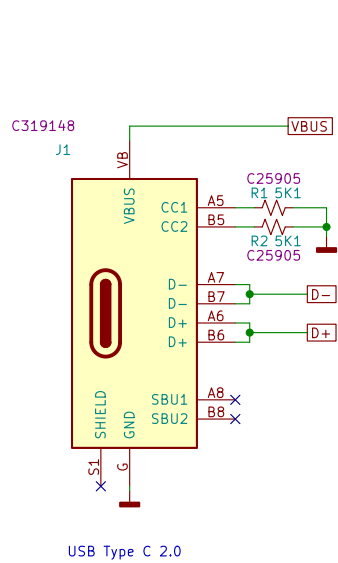 C319148
VBUS
J1
VB
VBUS
C25905
R1 5K1
CC1
A5
CC2
B5
R2 5K1
C25905
D-
A7
D-
B7
D-
D+
A6
D+
B6
D+
SBU1
A8
SBU2
B8
SHIELD
GND
S1
G
USB Type C 2.0